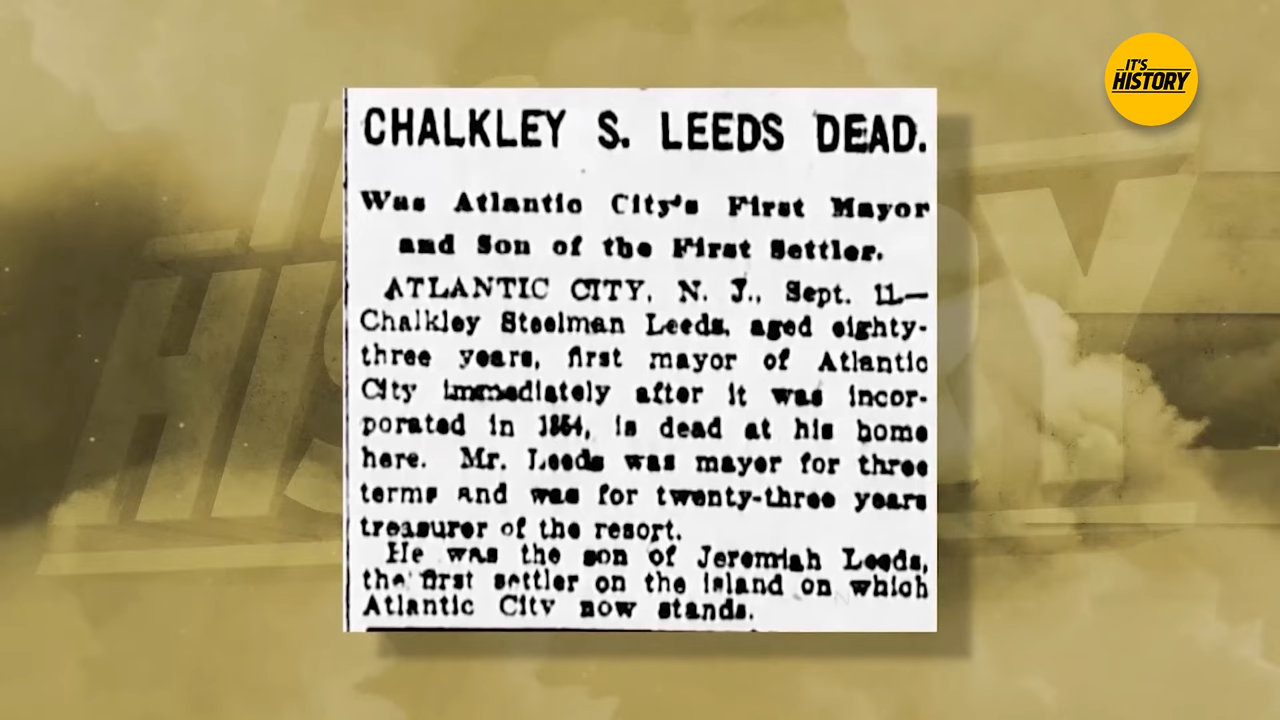 IT'S
HISTORY
CHALKLEY S. LEEDS DEAD.
Was Atlantic City's First Mayor
and Son of the First Settler.
ATLANTIC CITY, N. J., Sept. 11—
Chalkley Steelman Leeds, aged eighty-
three years, first mayor of Atlantic
City immediately after it was incor-
porated in 1854, is dead at his home
here. Mr. Leeds was mayor for three
terms and was for twenty-three years
treasurer of the resort.
He was the son of Jeremiah Leeds,
the first settler on the island on which
Atlantic City now stands.